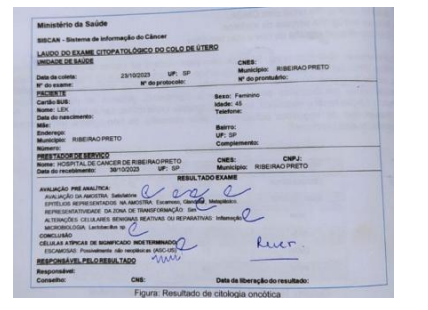 Ministério da Saúde
SISCAN - Sistema de Informação do Câncer
LAUDO DO EXAME CITOPATOLÓGICO DO COLO DE ÚTERO
UNIDADE DE SAÚDE
CNES:
Data da coleta: 23/10/2023 UF: SP Município: RIBEIRAO PRETO
Nº do exame: Nº do protocolo: Nº do prontuário:
PACIENTE
Cartão SUS: Sexo: Feminino
Nome: LEK Idade: 45
Data do nascimento: Telefone:
Mãe:
Endereço: Bairro:
Município: RIBEIRAO PRETO UF: SP
Número: Complemento:
PRESTADOR DE SERVIÇO
Nome: HOSPITAL DE CANCER DE RIBEIRAO PRETO CNES: CNPJ:
Data do recebimento: 30/10/2023 UF: SP Município: RIBEIRAO PRETO
RESULTADO EXAME
AVALIAÇÃO PRÉ-ANALÍTICA:
AVALIAÇÃO DA AMOSTRA: Satisfatória
EPITÉLIOS REPRESENTADOS NA AMOSTRA: Escamoso, Glandular, Metaplásico
REPRESENTATIVIDADE DA ZONA DE TRANSFORMAÇÃO: Sim
ALTERAÇÕES CELULARES BENIGNAS REATIVAS OU REPARATIVAS: Inflamação
MICROBIOLOGIA: Lactobacillus sp
CONCLUSÃO
CÉLULAS ATÍPICAS DE SIGNIFICADO INDETERMINADO
ESCAMOSAS: Possivelmente não neoplásicas (ASC-US)
RESPONSÁVEL PELO RESULTADO
Responsável:
Conselho: CNS: Data da liberação do resultado:
Figura: Resultado de citologia oncótica